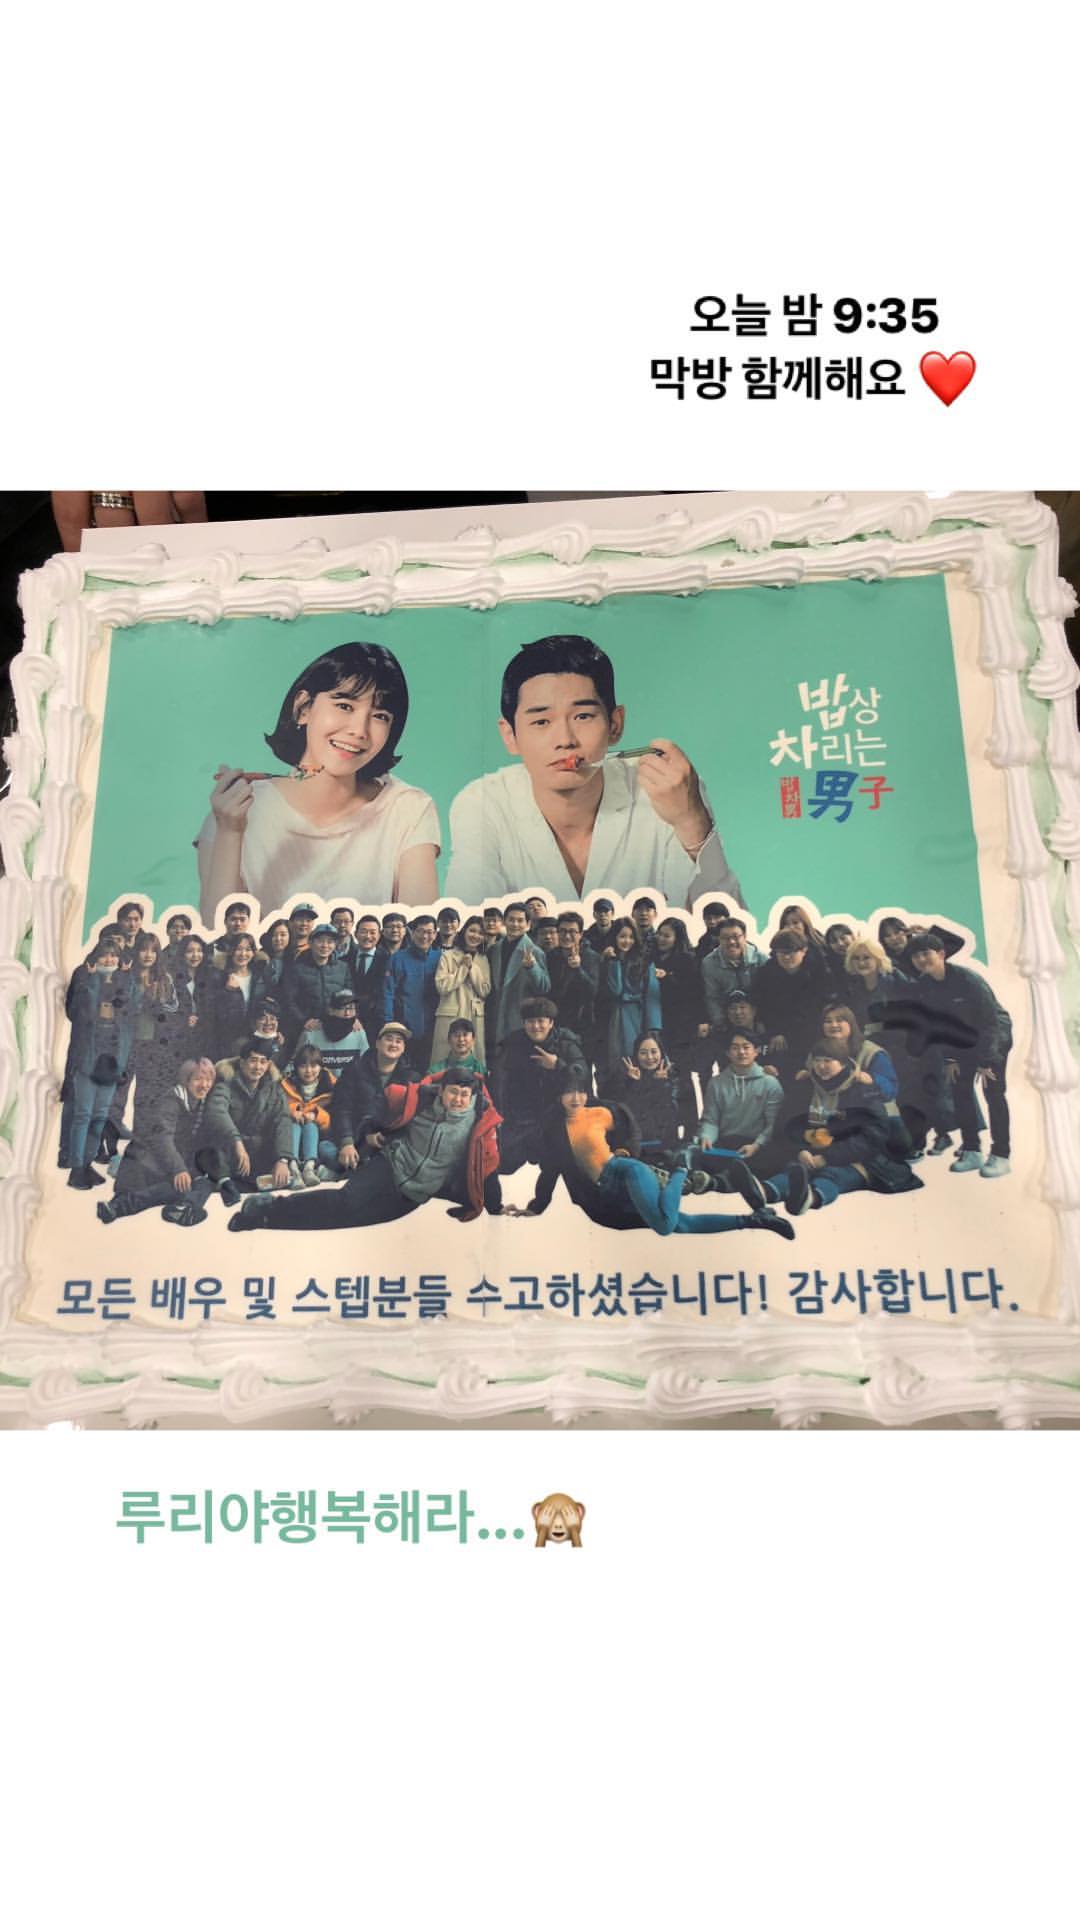 오늘 밤 9:35
막방 함께해요 ❤️
밥상
차리는
男子
모든 배우 및 스텝분들 수고하셨습니다! 감사합니다.
루리야행복해라...🙈